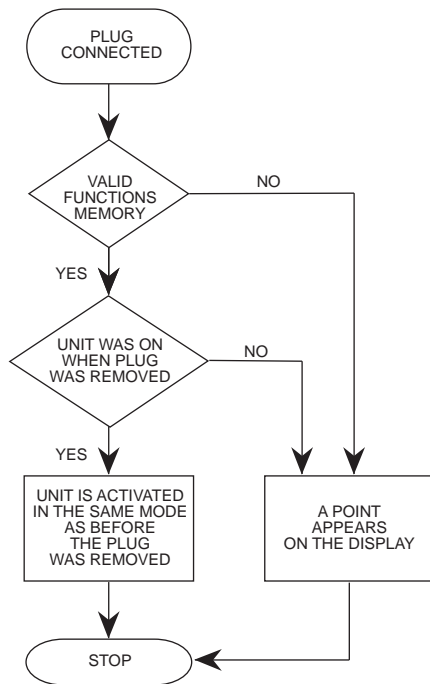 PLUG
CONNECTED
VALID
FUNCTIONS
MEMORY
NO
YES
UNIT WAS ON
WHEN PLUG
WAS REMOVED
NO
YES
UNIT IS ACTIVATED
IN THE SAME MODE
AS BEFORE
THE PLUG
WAS REMOVED
A POINT
APPEARS
ON THE DISPLAY
STOP